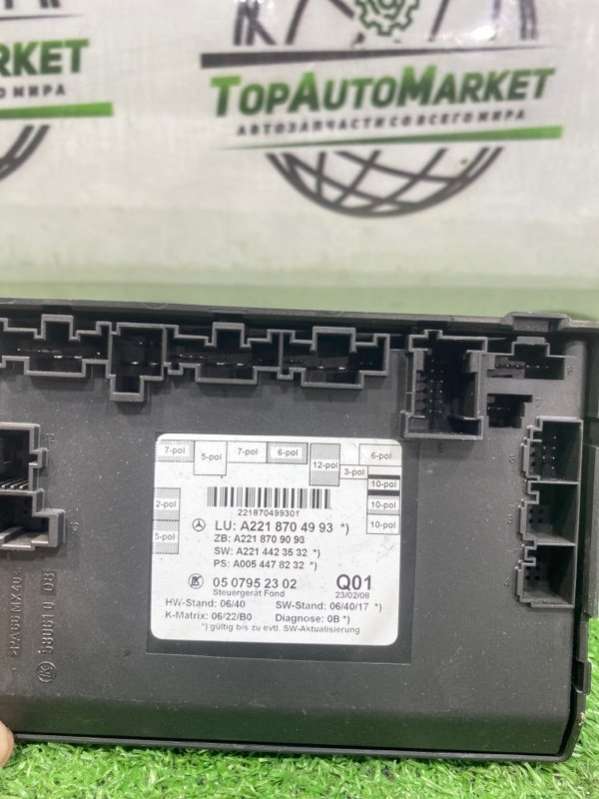 MARKET
ВСЕГО МИРА
TOPAUTOMARKET
АВТОЗАПЧАСТИ СО ВСЕГО МИРА
7-pol 5-pol 7-pol 6-pol 12-pol 3-pol 6-pol
10-pol
10-pol
10-pol
2-pol
5-pol
221870499301
LU: A221 870 49 93 *)
ZB: A221 870 90 93
SW: A221 442 35 32 *)
PS: A005 447 82 32 *)
05 0795 23 02 Q01
Steuergerät Fond 23/02/08
HW-Stand: 06/40 SW-Stand: 06/40/17 *)
K-Matrix: 06/22/B0 Diagnose: 0B *)
*) gültig bis zu evtl. SW-Aktualisierung